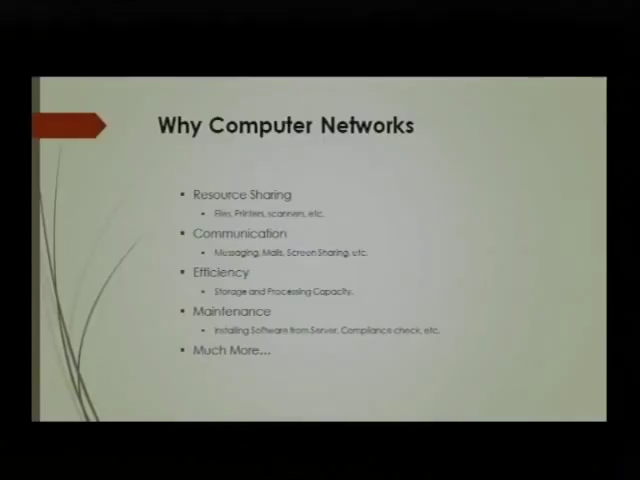 Why Computer Networks
▪ Resource Sharing
▪ Files, Printers, scanners, etc.
▪ Communication
▪ Messaging, Mails, Screen Sharing, etc.
▪ Efficiency
▪ Storage and Processing Capacity.
▪ Maintenance
▪ Installing Software from Server, Compliance check, etc.
▪ Much More...